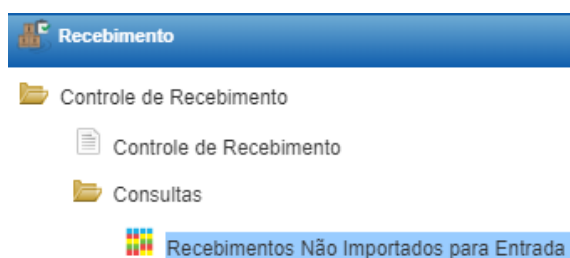 Recebimento
Controle de Recebimento
Controle de Recebimento
Consultas
Recebimentos Não Importados para Entrada